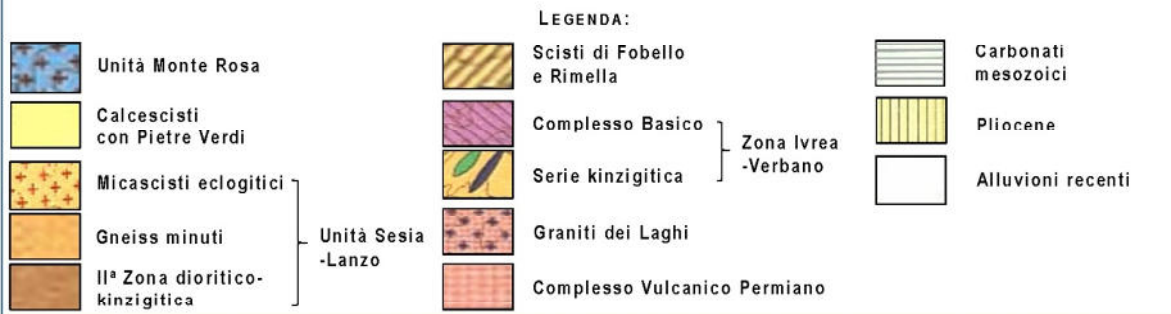 LEGENDA:
Unità Monte Rosa
Calcescisti
con Pietre Verdi
Micascisti eclogitici
Gneiss minuti
IIª Zona dioritico-
kinzigitica
Unità Sesia
-Lanzo
Scisti di Fobello
e Rimella
Complesso Basico
Serie kinzigitica
Zona Ivrea
-Verbano
Graniti dei Laghi
Complesso Vulcanico Permiano
Carbonati
mesozoici
Pliocene
Alluvioni recenti